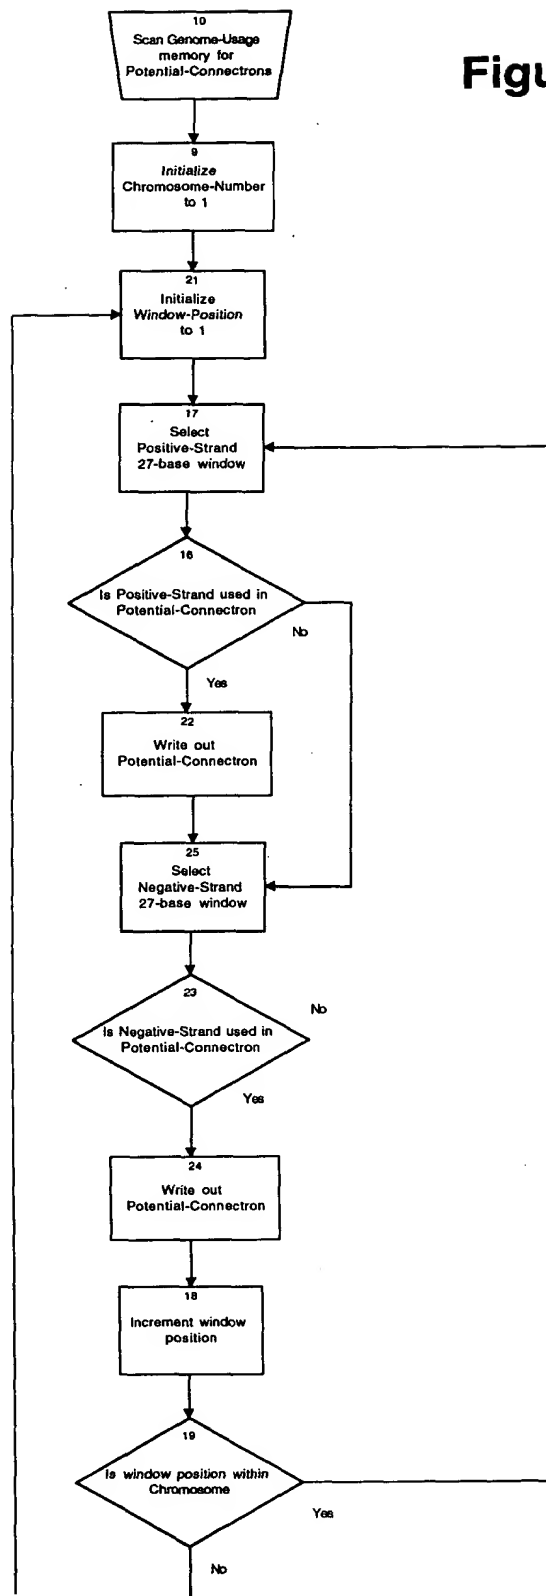 10
Scan Genome-Usage
memory for
Potential-Connectrons
Figu
9
Initialize
Chromosome-Number
to 1
21
Initialize
Window-Position
to 1
17
Select
Positive-Strand
27-base window
16
Is Positive-Strand used in
Potential-Connectron
No
Yes
22
Write out
Potential-Connectron
25
Select
Negative-Strand
27-base window
23
No
Is Negative-Strand used in
Potential-Connectron
Yes
24
Write out
Potential-Connectron
18
Increment window
position
19
Is window position within
Chromosome
Yes
No